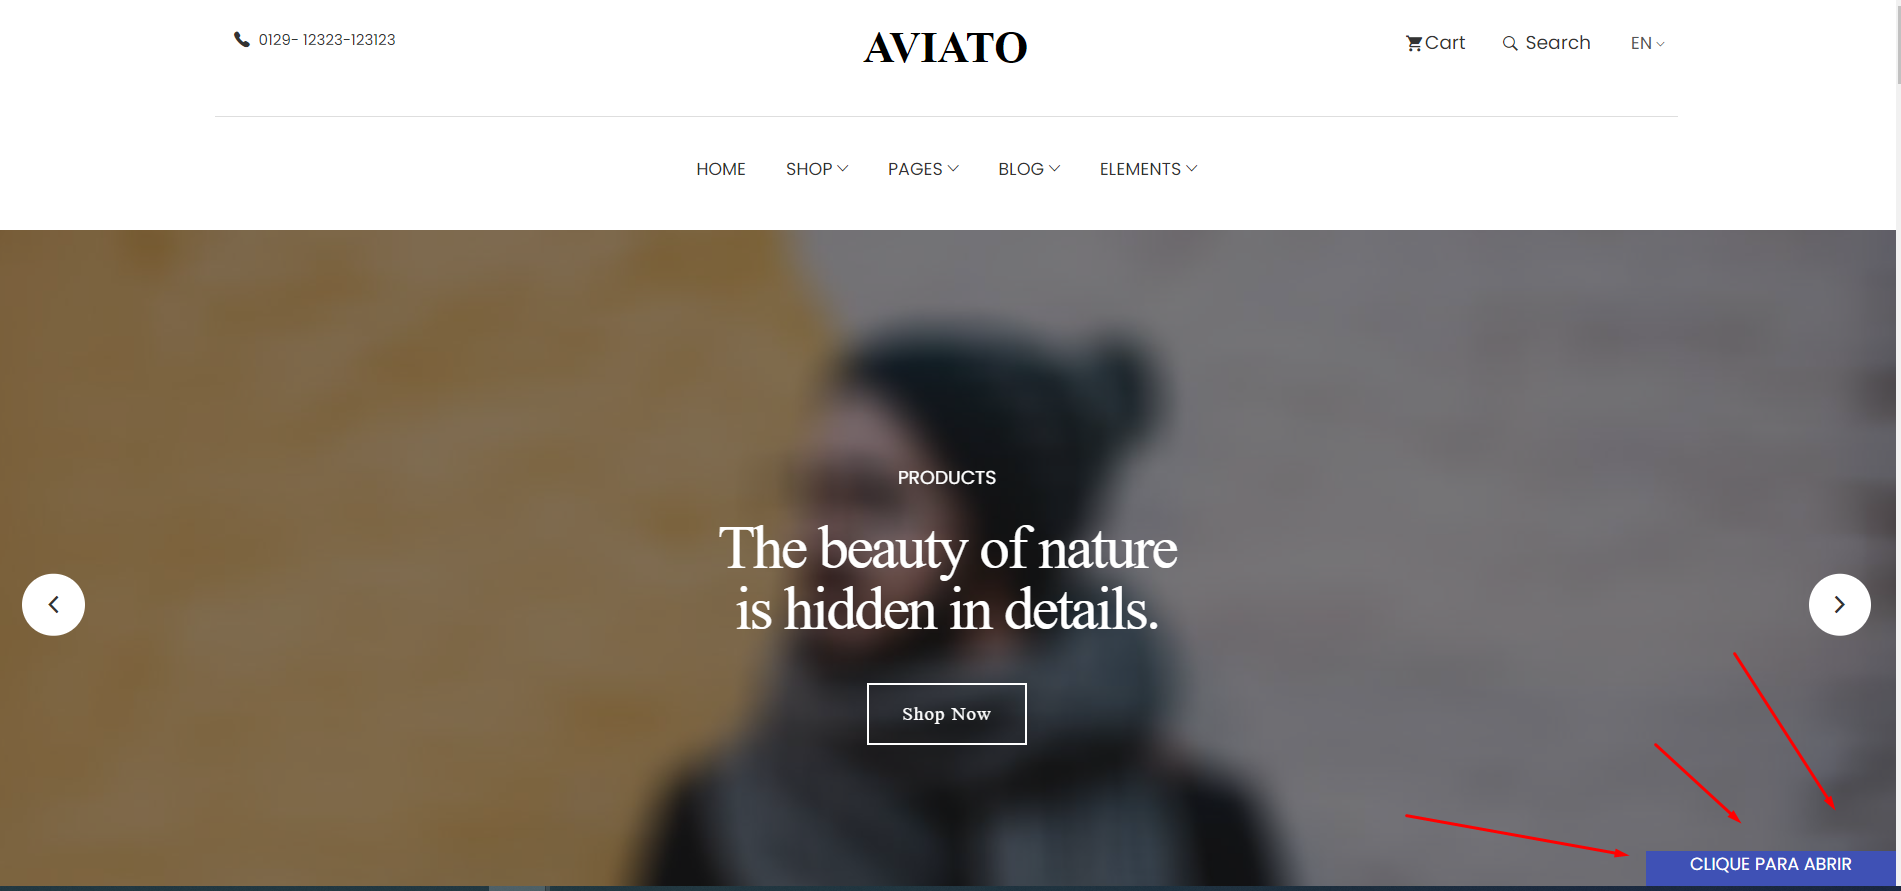 0129- 12323-123123
AVIATO
Cart
Search
EN
HOME
SHOP
PAGES
BLOG
ELEMENTS
PRODUCTS
The beauty of nature
is hidden in details.
Shop Now
CLIQUE PARA ABRIR